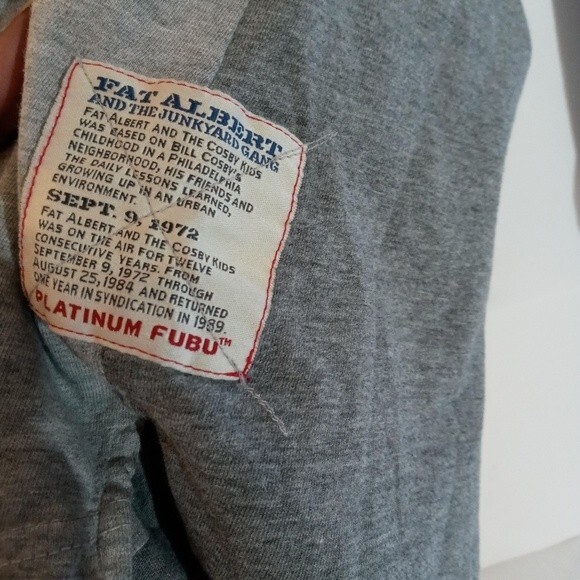 FAT ALBERT
AND THE JUNKYARD GANG
FAT ALBERT AND THE COSBY KIDS
WAS BASED ON BILL COSBY'S
CHILDHOOD IN A PHILADELPHIA
NEIGHBORHOOD, HIS FRIENDS AND
THE DAILY LESSONS LEARNED,
GROWING UP IN AN URBAN
ENVIRONMENT.
SEPT. 9, 1972
FAT ALBERT AND THE COSBY KIDS
WAS ON THE AIR FOR TWELVE
CONSECUTIVE YEARS. FROM
SEPTEMBER 9, 1972 THROUGH
AUGUST 25, 1984 AND RETURNED
ONE YEAR IN SYNDICATION IN 1989.
PLATINUM FUBU™